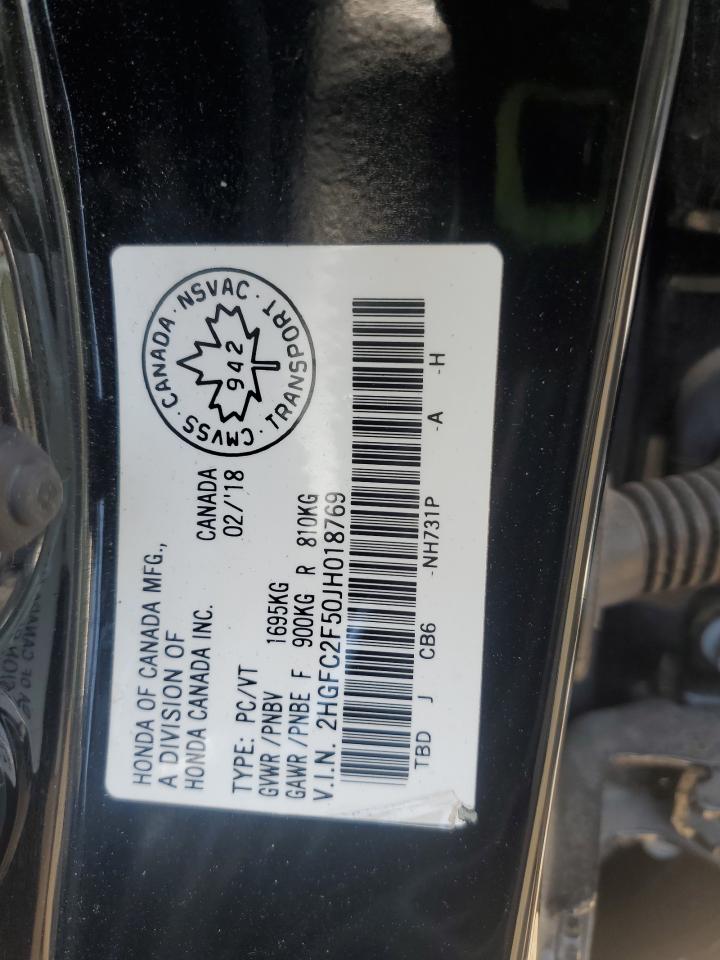 HONDA OF CANADA MFG.,
A DIVISION OF
HONDA CANADA INC.
CANADA
02/'18
TYPE: PC/VT
GVWR/PNBV 1695KG
GAWR/PNBE F 900KG R 810KG
V.I.N. 2HGFC2F50JH018769
TBD J CB6 -NH731P -A -H
CMVSS · CANADA · NSVAC · TRANSPORT ·
942